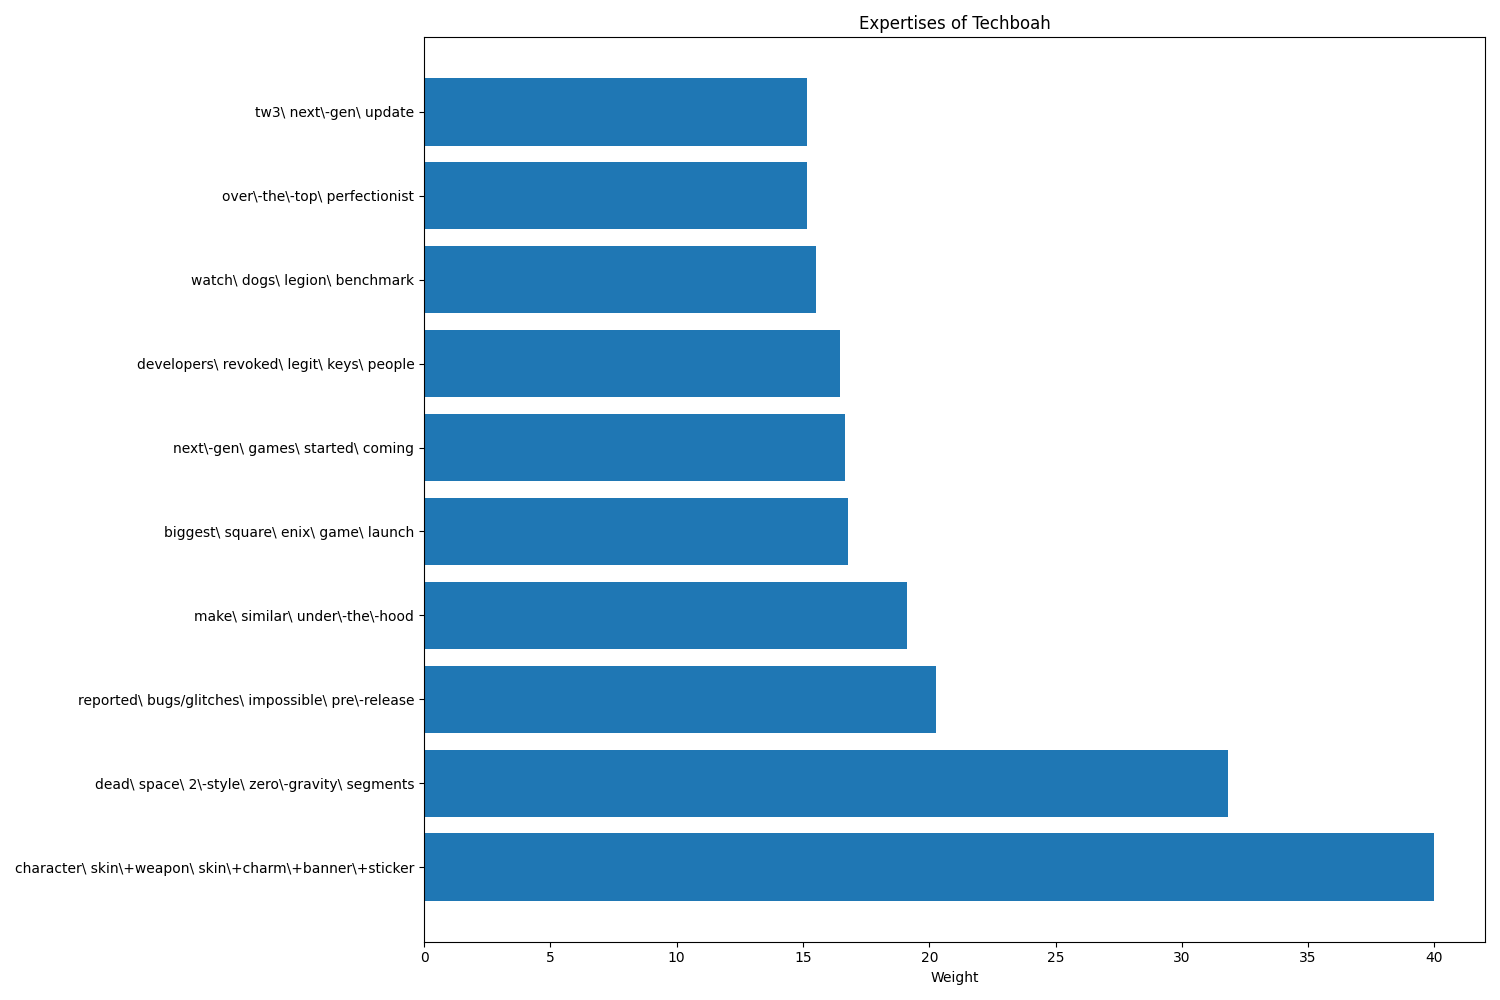 Expertises of Techboah
tw3\ next\-gen\ update
over\-the\-top\ perfectionist
watch\ dogs\ legion\ benchmark
developers\ revoked\ legit\ keys\ people
next\-gen\ games\ started\ coming
biggest\ square\ enix\ game\ launch
make\ similar\ under\-the\-hood
reported\ bugs/glitches\ impossible\ pre\-release
dead\ space\ 2\-style\ zero\-gravity\ segments
character\ skin\+weapon\ skin\+charm\+banner\+sticker
0 5 10 15 20 25 30 35 40
Weight